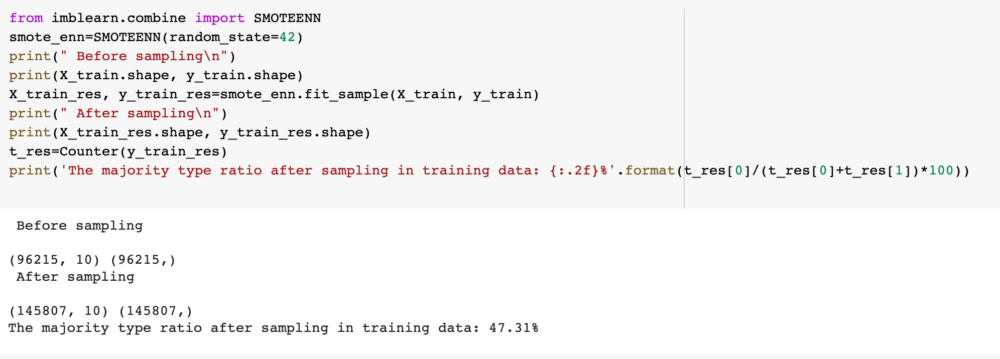 from imblearn.combine import SMOTEENN
smote_enn=SMOTEENN(random_state=42)
print(" Before sampling\n")
print(X_train.shape, y_train.shape)
X_train_res, y_train_res=smote_enn.fit_sample(X_train, y_train)
print(" After sampling\n")
print(X_train_res.shape, y_train_res.shape)
t_res=Counter(y_train_res)
print('The majority type ratio after sampling in training data: {:.2f}%'.format(t_res[0]/(t_res[0]+t_res[1])*100))
Before sampling
(96215, 10) (96215,)
After sampling
(145807, 10) (145807,)
The majority type ratio after sampling in training data: 47.31%